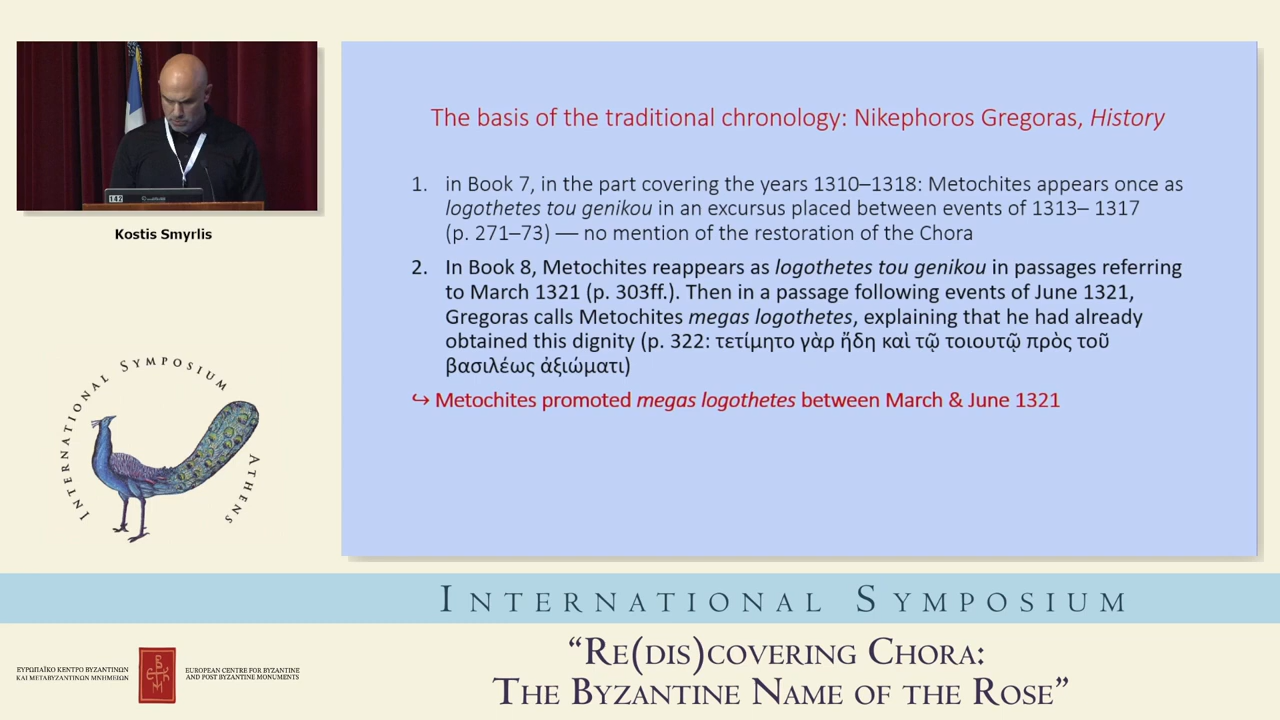 The basis of the traditional chronology: Nikephoros Gregoras, History
1. in Book 7, in the part covering the years 1310–1318: Metochites appears once as
logothetes tou genikou in an excursus placed between events of 1313– 1317
(p. 271–73) — no mention of the restoration of the Chora
2. In Book 8, Metochites reappears as logothetes tou genikou in passages referring
to March 1321 (p. 303ff.). Then in a passage following events of June 1321,
Gregoras calls Metochites megas logothetes, explaining that he had already
obtained this dignity (p. 322: τετίμητο γὰρ ἤδη καὶ τῷ τοιουτῷ πρὸς τοῦ
βασιλέως ἀξιώματι)
↪ Metochites promoted megas logothetes between March & June 1321
142
Kostis Smyrlis
INTERNATIONAL SYMPOSIUM ATHENS
INTERNATIONAL SYMPOSIUM
ΕΥΡΩΠΑΪΚΟ ΚΕΝΤΡΟ ΒΥΖΑΝΤΙΝΩΝ
ΚΑΙ ΜΕΤΑΒΥΖΑΝΤΙΝΩΝ ΜΝΗΜΕΙΩΝ
EUROPEAN CENTRE FOR BYZANTINE
AND POST BYZANTINE MONUMENTS
“RE(DIS)COVERING CHORA:
THE BYZANTINE NAME OF THE ROSE”